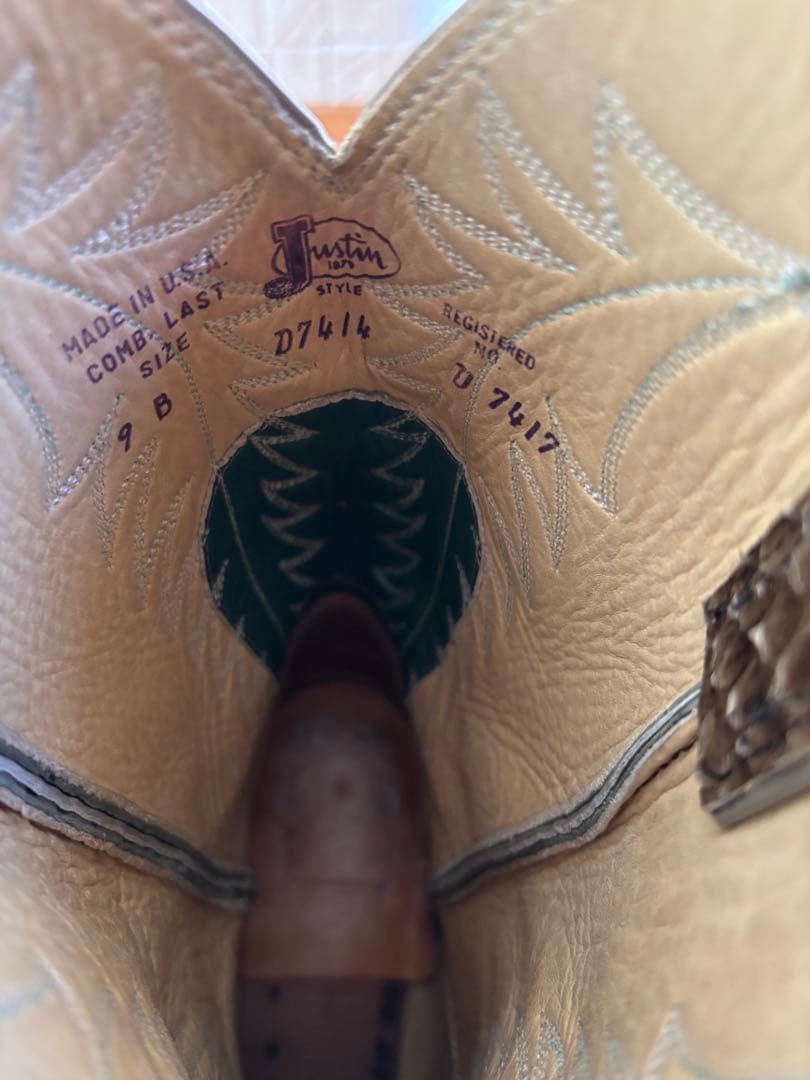 MADE IN U.S.A.
COMB. LAST
SIZE
9 B
Justin
1879
STYLE
D7414
REGISTERED
NO.
D 7417